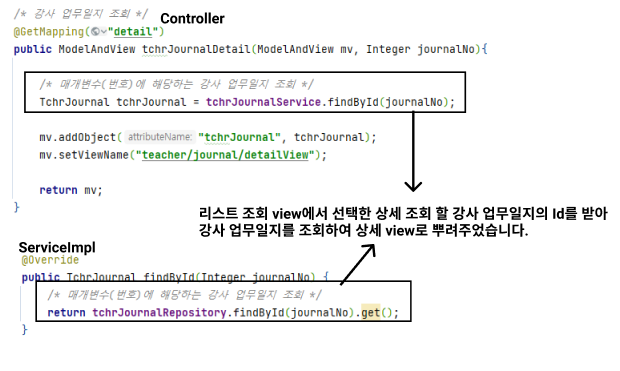 /* 강사 업무일지 조회 */ Controller
@GetMapping("detail")
public ModelAndView tchrJournalDetail(ModelAndView mv, Integer journalNo){
/* 매개변수(번호)에 해당하는 강사 업무일지 조회 */
TchrJournal tchrJournal = tchrJournalService.findById(journalNo);
mv.addObject( attributeName: "tchrJournal", tchrJournal);
mv.setViewName("teacher/journal/detailView");
return mv;
}
리스트 조회 view에서 선택한 상세 조회 할 강사 업무일지의 Id를 받아
강사 업무일지를 조회하여 상세 view로 뿌려주었습니다.
ServiceImpl
@Override
public TchrJournal findById(Integer journalNo) {
/* 매개변수(번호)에 해당하는 강사 업무일지 조회 */
return tchrJournalRepository.findById(journalNo).get();
}